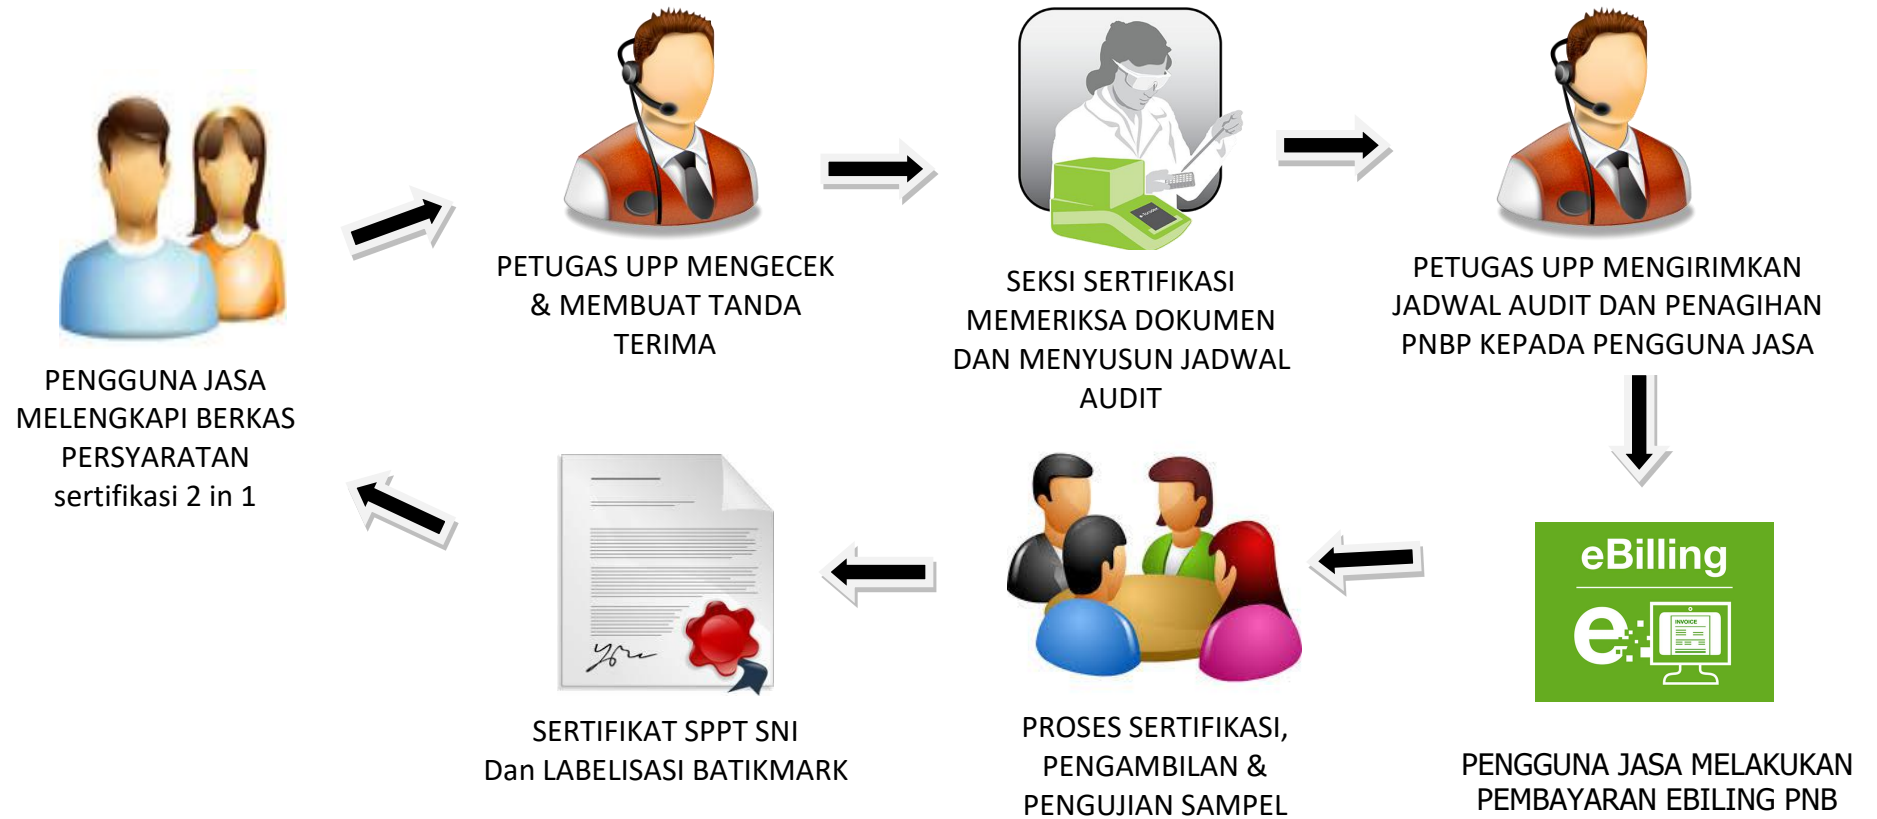 PENGGUNA JASA
MELENGKAPI BERKAS
PERSYARATAN
sertifikasi 2 in 1
PETUGAS UPP MENGECEK
& MEMBUAT TANDA
TERIMA
SEKSI SERTIFIKASI
MEMERIKSA DOKUMEN
DAN MENYUSUN JADWAL
AUDIT
PETUGAS UPP MENGIRIMKAN
JADWAL AUDIT DAN PENAGIHAN
PNBP KEPADA PENGGUNA JASA
eBilling
e
INVOICE
PENGGUNA JASA MELAKUKAN
PEMBAYARAN EBILING PNB
PROSES SERTIFIKASI,
PENGAMBILAN &
PENGUJIAN SAMPEL
SERTIFIKAT SPPT SNI
Dan LABELISASI BATIKMARK